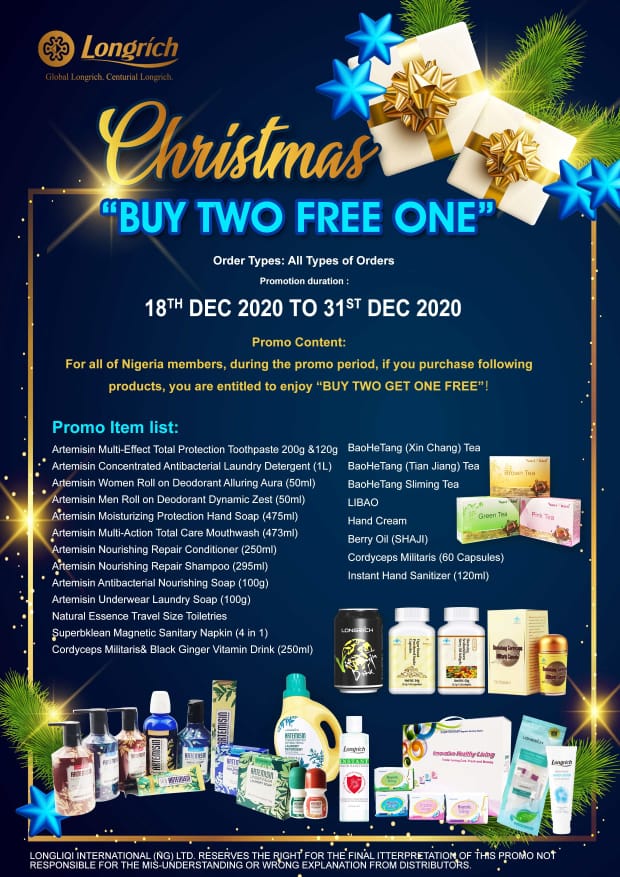 Longrich
Global Longrich. Centurial Longrich.
Christmas
“BUY TWO FREE ONE”
Order Types: All Types of Orders
Promotion duration :
18TH DEC 2020 TO 31ST DEC 2020
Promo Content:
For all of Nigeria members, during the promo period, if you purchase following
products, you are entitled to enjoy “BUY TWO GET ONE FREE”!
Promo Item list:
Artemisin Multi-Effect Total Protection Toothpaste 200g &120g
Artemisin Concentrated Antibacterial Laundry Detergent (1L)
Artemisin Women Roll on Deodorant Alluring Aura (50ml)
Artemisin Men Roll on Deodorant Dynamic Zest (50ml)
Artemisin Moisturizing Protection Hand Soap (475ml)
Artemisin Multi-Action Total Care Mouthwash (473ml)
Artemisin Nourishing Repair Conditioner (250ml)
Artemisin Nourishing Repair Shampoo (295ml)
Artemisin Antibacterial Nourishing Soap (100g)
Artemisin Underwear Laundry Soap (100g)
Natural Essence Travel Size Toiletries
Superbklean Magnetic Sanitary Napkin (4 in 1)
Cordyceps Militaris& Black Ginger Vitamin Drink (250ml)
BaoHeTang (Xin Chang) Tea
BaoHeTang (Tian Jiang) Tea
BaoHeTang Sliming Tea
LIBAO
Hand Cream
Berry Oil (SHAJI)
Cordyceps Militaris (60 Capsules)
Instant Hand Sanitizer (120ml)
Brown Tea
Green Tea
Pink Tea
LONGRICH
Longrich
INSTANT
Innovative Healthy Living
Longrich
LONGLIQI INTERNATIONAL (NG) LTD. RESERVES THE RIGHT FOR THE FINAL ITTERPRETATION OF THIS PROMO NOT
RESPONSIBLE FOR THE MIS-UNDERSTANDING OR WRONG EXPLANATION FROM DISTRIBUTORS.